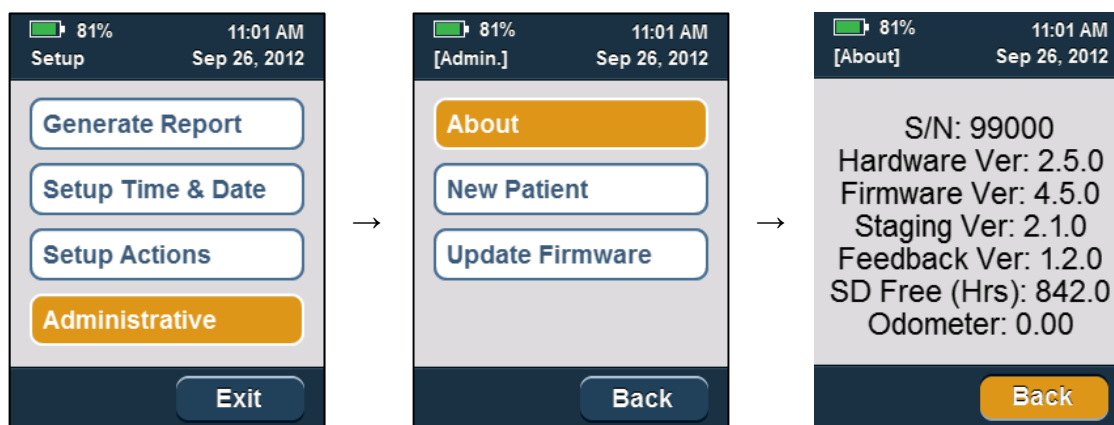 81% 11:01 AM
Setup Sep 26, 2012
Generate Report
Setup Time & Date
Setup Actions
Administrative
Exit
→
81% 11:01 AM
[Admin.] Sep 26, 2012
About
New Patient
Update Firmware
Back
→
81% 11:01 AM
[About] Sep 26, 2012
S/N: 99000
Hardware Ver: 2.5.0
Firmware Ver: 4.5.0
Staging Ver: 2.1.0
Feedback Ver: 1.2.0
SD Free (Hrs): 842.0
Odometer: 0.00
Back